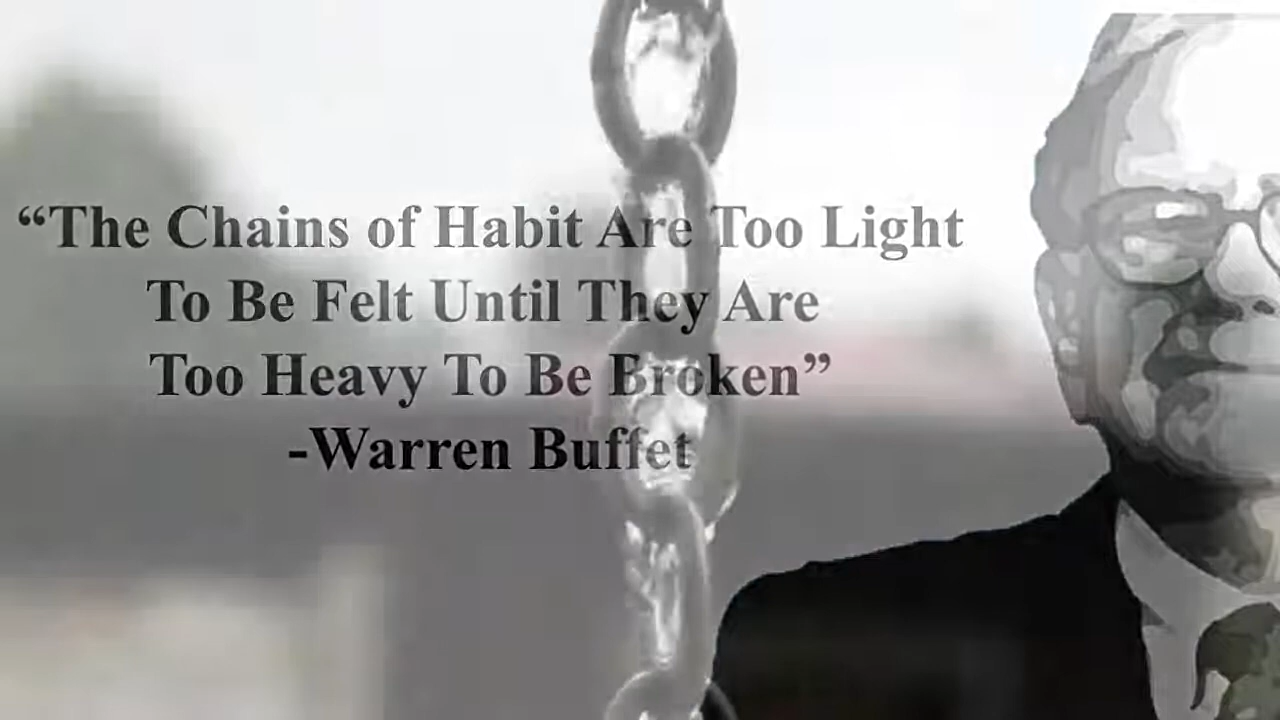 “The Chains of Habit Are Too Light
To Be Felt Until They Are
Too Heavy To Be Broken”
-Warren Buffet